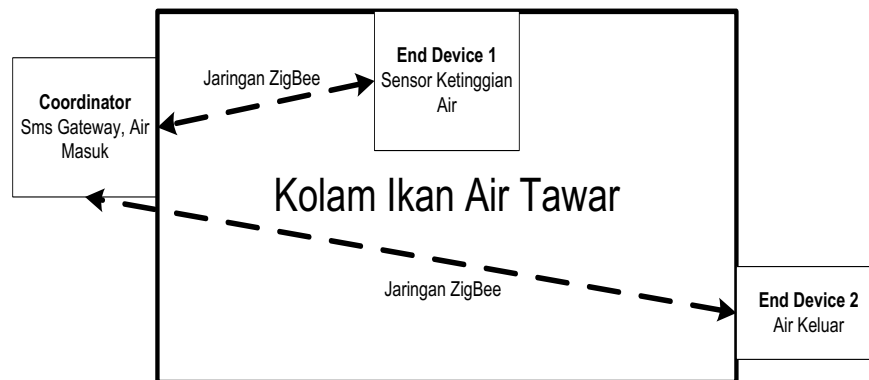 End Device 1
Sensor Ketinggian
Air
Jaringan ZigBee
Coordinator
Sms Gateway, Air
Masuk
Kolam Ikan Air Tawar
Jaringan ZigBee
End Device 2
Air Keluar